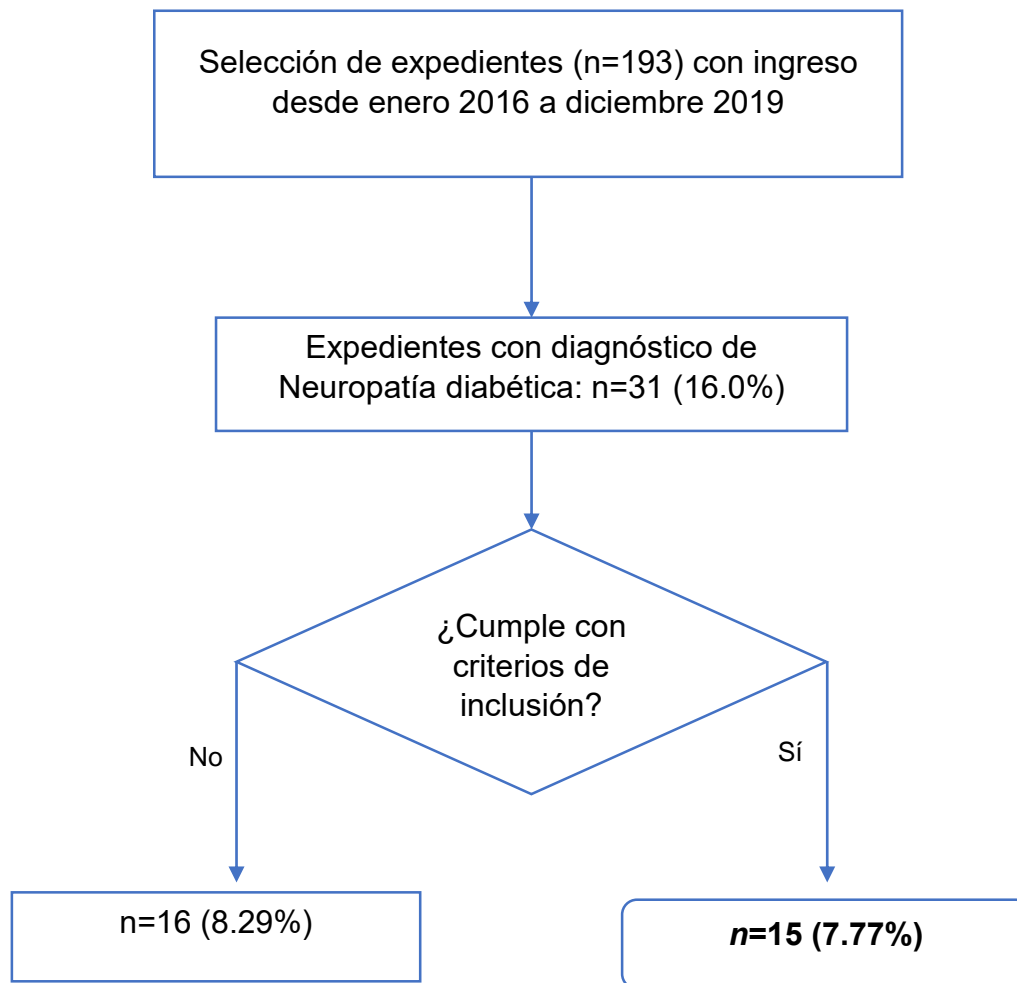 Selección de expedientes (n=193) con ingreso
desde enero 2016 a diciembre 2019
Expedientes con diagnóstico de
Neuropatía diabética: n=31 (16.0%)
¿Cumple con
criterios de
inclusión?
No
Sí
n=16 (8.29%)
n=15 (7.77%)